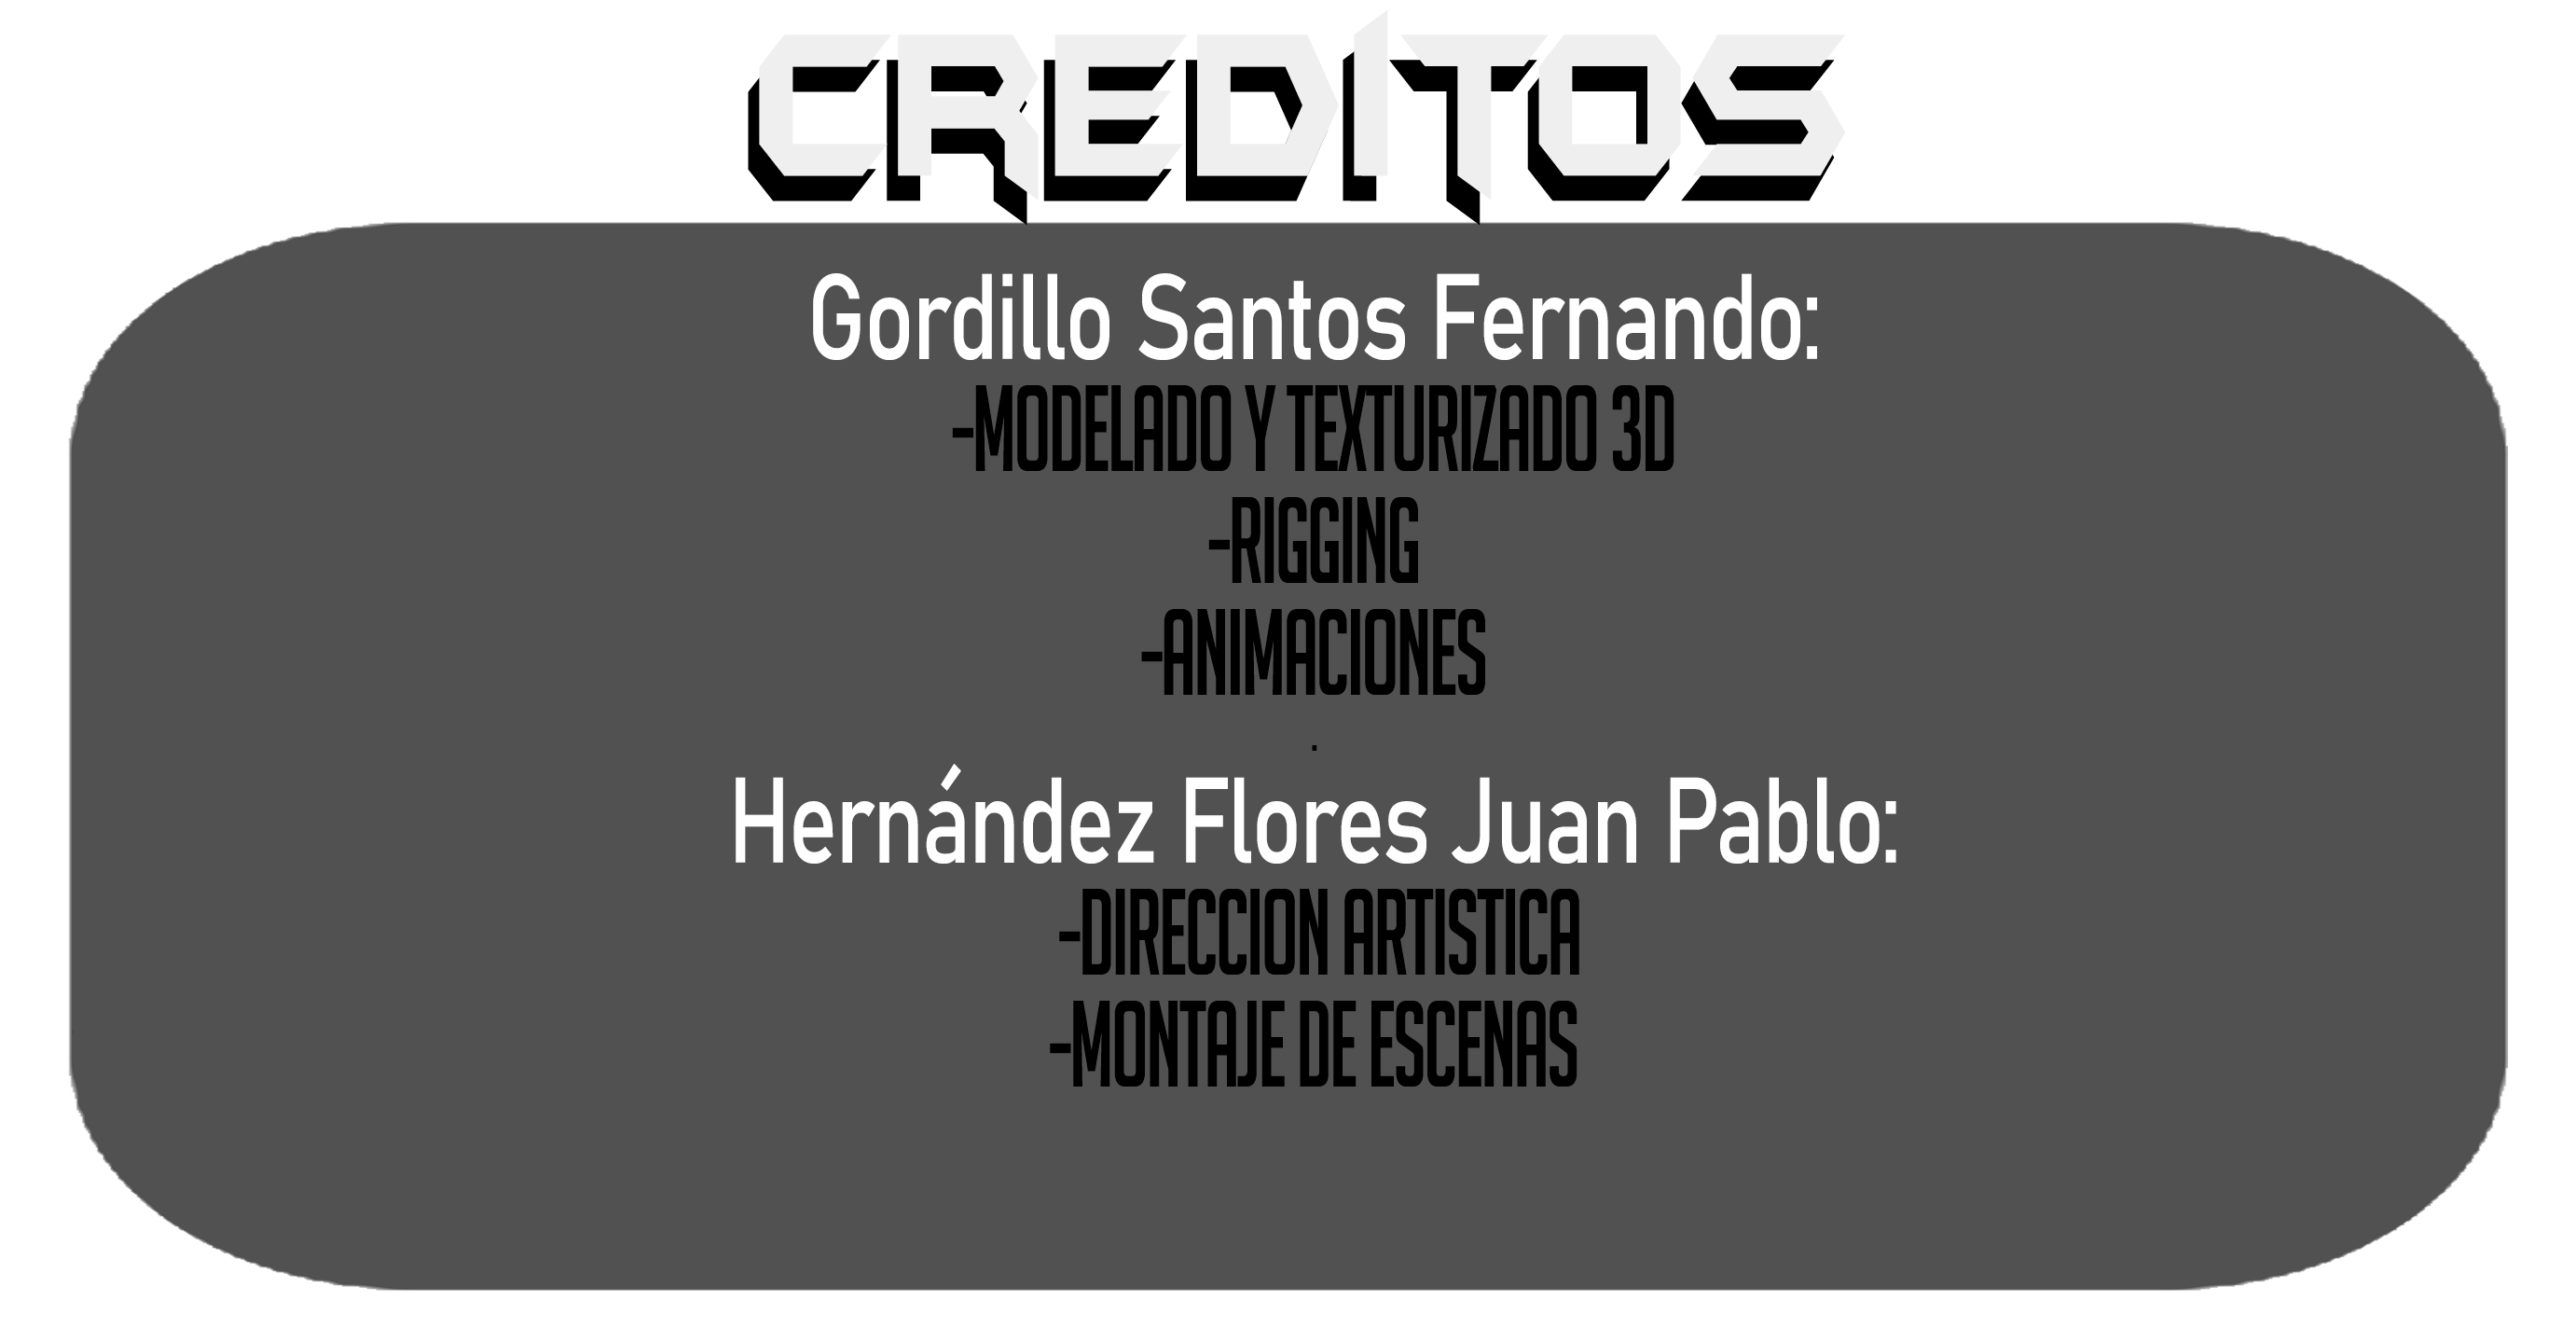 CREDITOS
Gordillo Santos Fernando:
-MODELADO Y TEXTURIZADO 3D
-RIGGING
-ANIMACIONES
.
Hernández Flores Juan Pablo:
-DIRECCION ARTISTICA
-MONTAJE DE ESCENAS